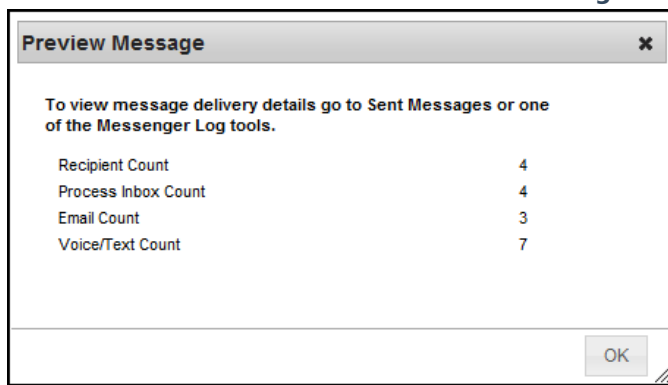 Preview Message
To view message delivery details go to Sent Messages or one
of the Messenger Log tools.
Recipient Count 4
Process Inbox Count 4
Email Count 3
Voice/Text Count 7
OK